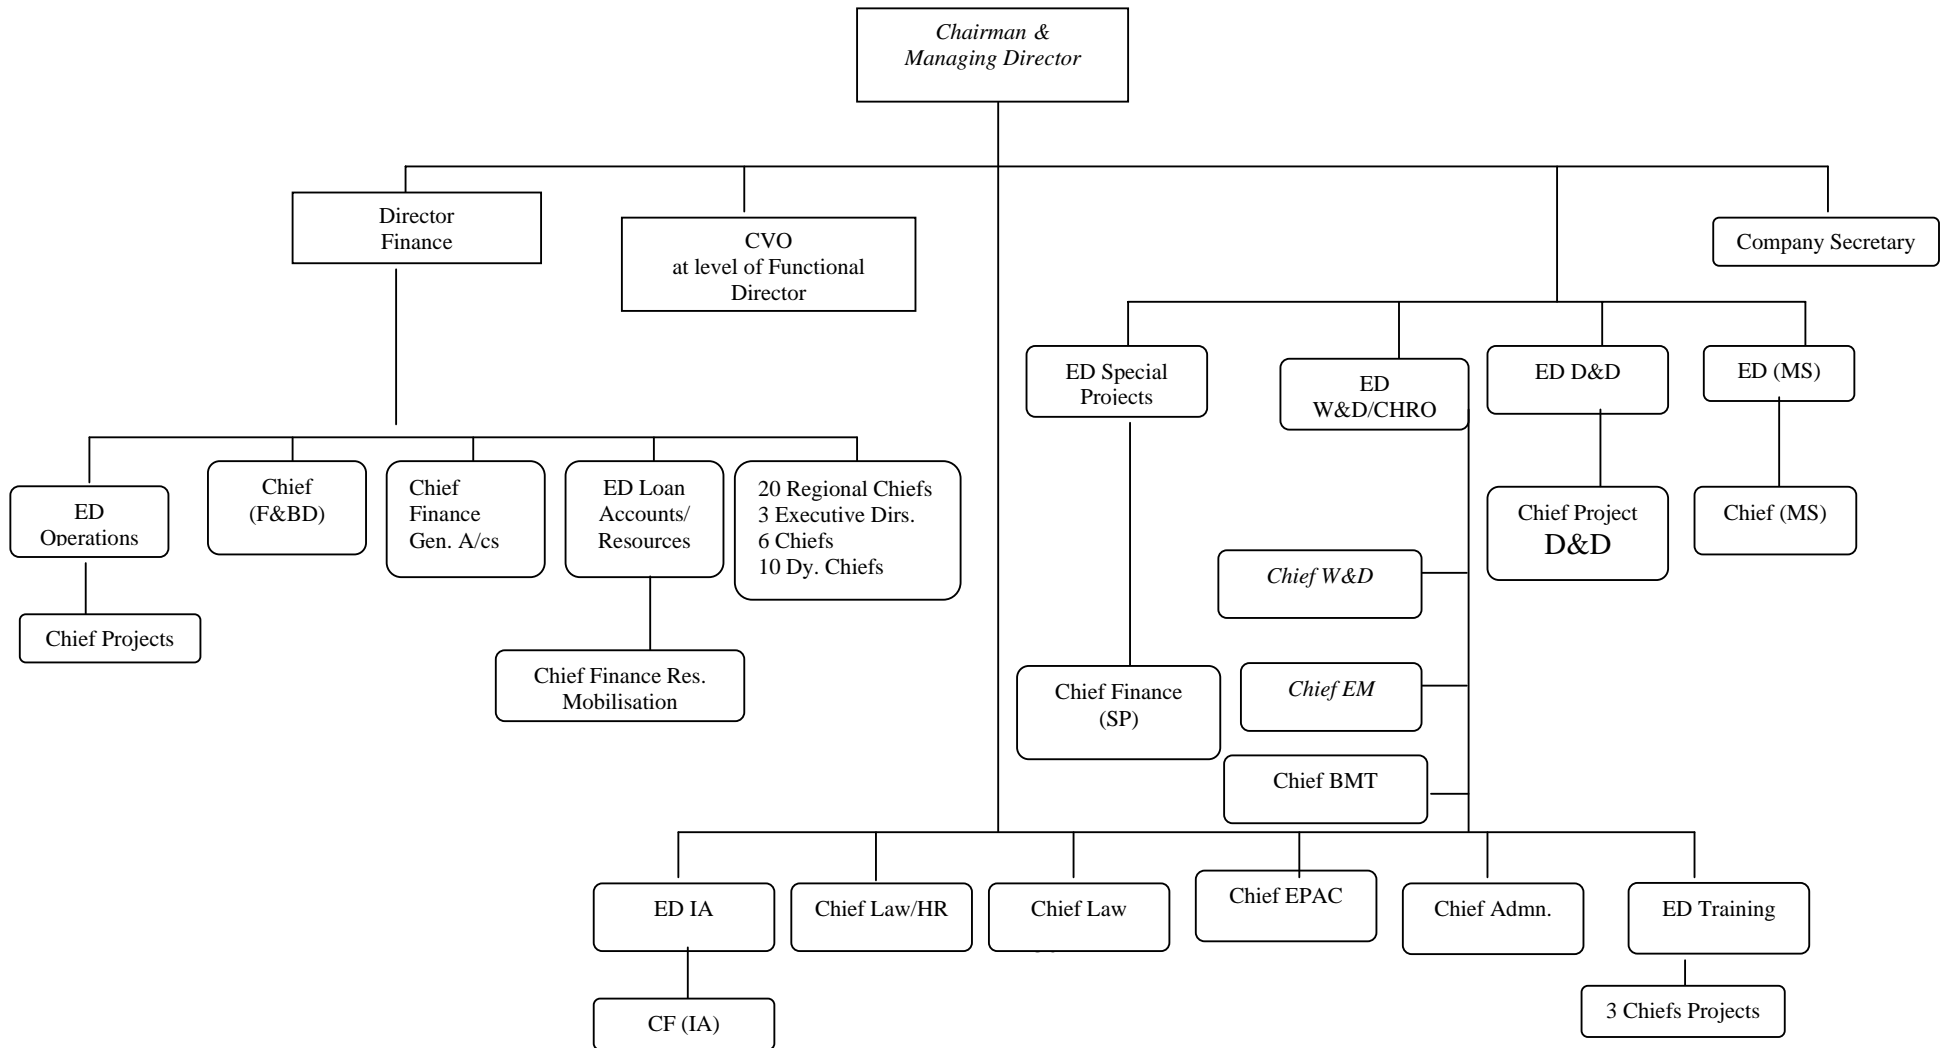 Chairman &
Managing Director
Director
Finance
CVO
at level of Functional
Director
Company Secretary
ED Special
Projects
ED
W&D/CHRO
ED D&D
ED (MS)
ED
Operations
Chief
(F&BD)
Chief
Finance
Gen. A/cs
ED Loan
Accounts/
Resources
20 Regional Chiefs
3 Executive Dirs.
6 Chiefs
10 Dy. Chiefs
Chief Project
D&D
Chief (MS)
Chief W&D
Chief Projects
Chief Finance Res.
Mobilisation
Chief Finance
(SP)
Chief EM
Chief BMT
ED IA
Chief Law/HR
Chief Law
Chief EPAC
Chief Admn.
ED Training
CF (IA)
3 Chiefs Projects